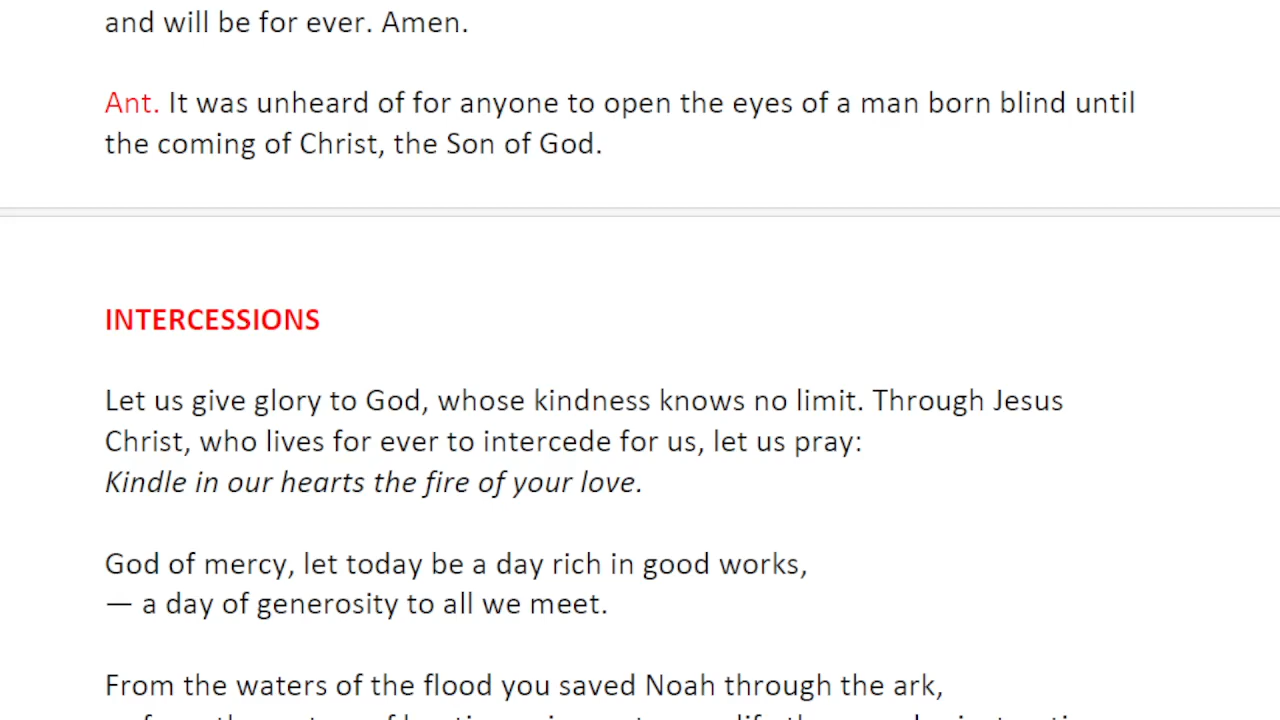 and will be for ever. Amen.
Ant. It was unheard of for anyone to open the eyes of a man born blind until
the coming of Christ, the Son of God.
INTERCESSIONS
Let us give glory to God, whose kindness knows no limit. Through Jesus
Christ, who lives for ever to intercede for us, let us pray:
Kindle in our hearts the fire of your love.
God of mercy, let today be a day rich in good works,
— a day of generosity to all we meet.
From the waters of the flood you saved Noah through the ark,